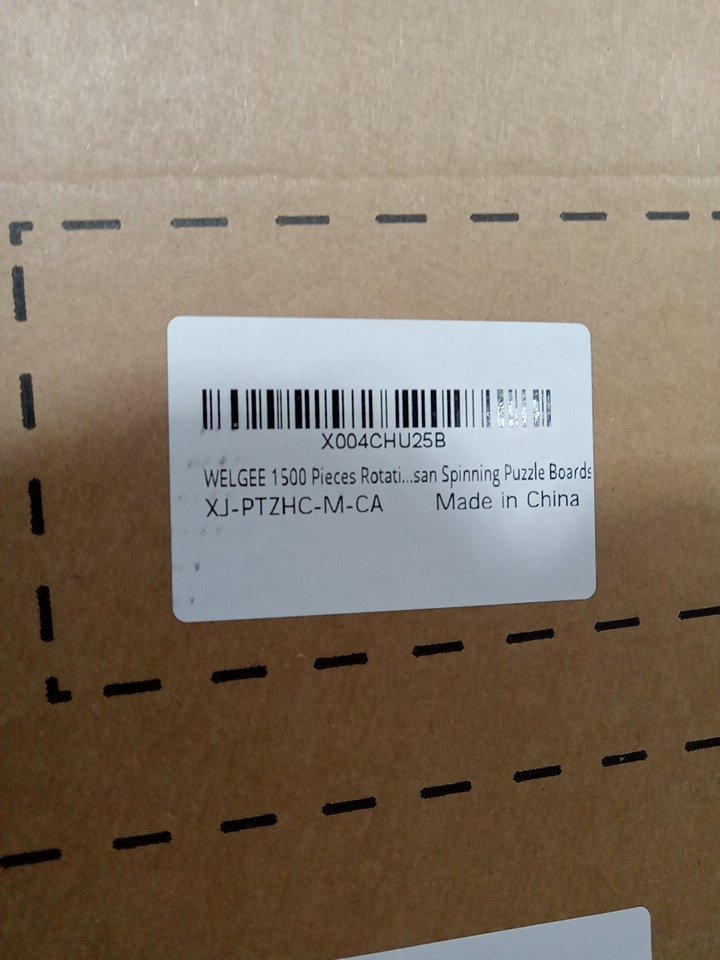 X004CHU25B
WELGEE 1500 Pieces Rotati...san Spinning Puzzle Boards
XJ-PTZHC-M-CA Made in China